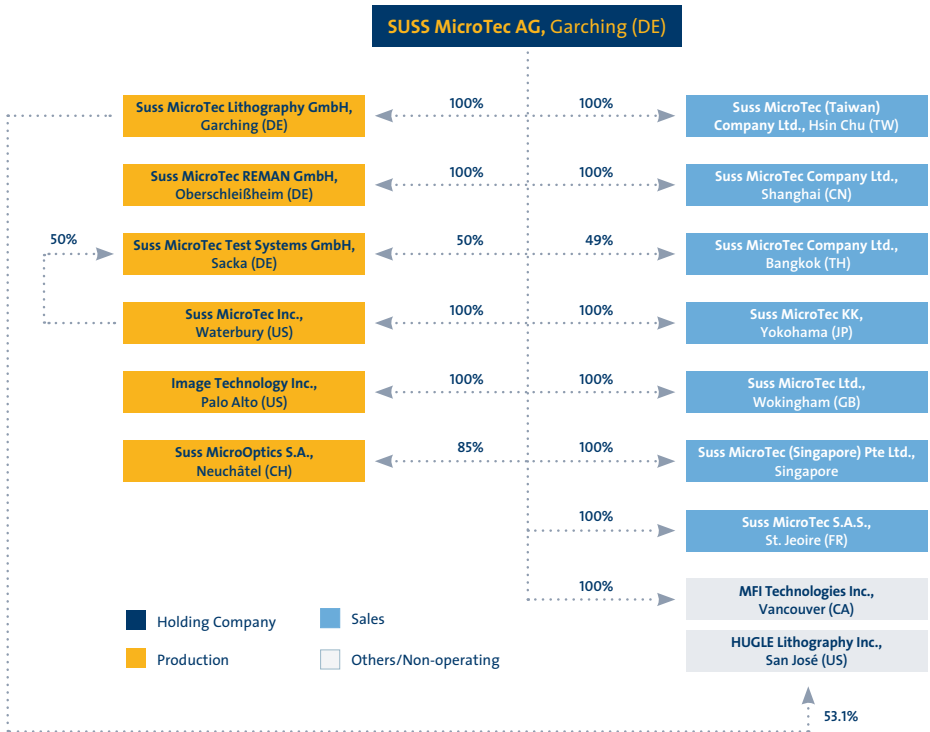 SUSS MicroTec AG, Garching (DE)
Suss MicroTec Lithography GmbH,
Garching (DE)
100%
100%
Suss MicroTec (Taiwan)
Company Ltd., Hsin Chu (TW)
Suss MicroTec REMAN GmbH,
Oberschleißheim (DE)
100%
100%
Suss MicroTec Company Ltd.,
Shanghai (CN)
50%
Suss MicroTec Test Systems GmbH,
Sacka (DE)
50%
49%
Suss MicroTec Company Ltd.,
Bangkok (TH)
Suss MicroTec Inc.,
Waterbury (US)
100%
100%
Suss MicroTec KK,
Yokohama (JP)
Image Technology Inc.,
Palo Alto (US)
100%
100%
Suss MicroTec Ltd.,
Wokingham (GB)
Suss MicroOptics S.A.,
Neuchâtel (CH)
85%
100%
Suss MicroTec (Singapore) Pte Ltd.,
Singapore
100%
Suss MicroTec S.A.S.,
St. Jeoire (FR)
100%
MFI Technologies Inc.,
Vancouver (CA)
HUGLE Lithography Inc.,
San José (US)
53.1%
Holding Company
Sales
Production
Others/Non-operating